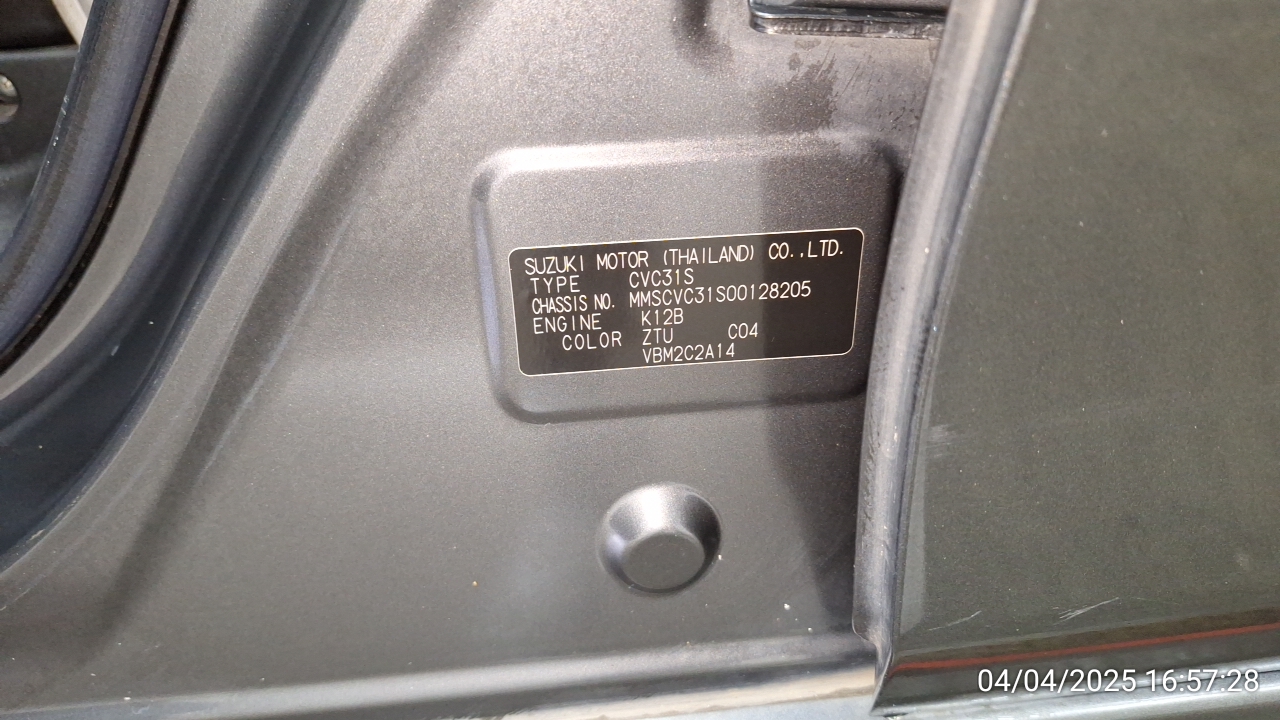 SUZUKI MOTOR (THAILAND) CO.,LTD.
TYPE CVC31S
CHASSIS NO. MMSCVC31S00128205
ENGINE K12B
COLOR ZTU C04
VBM2C2A14
04/04/2025 16:57:28